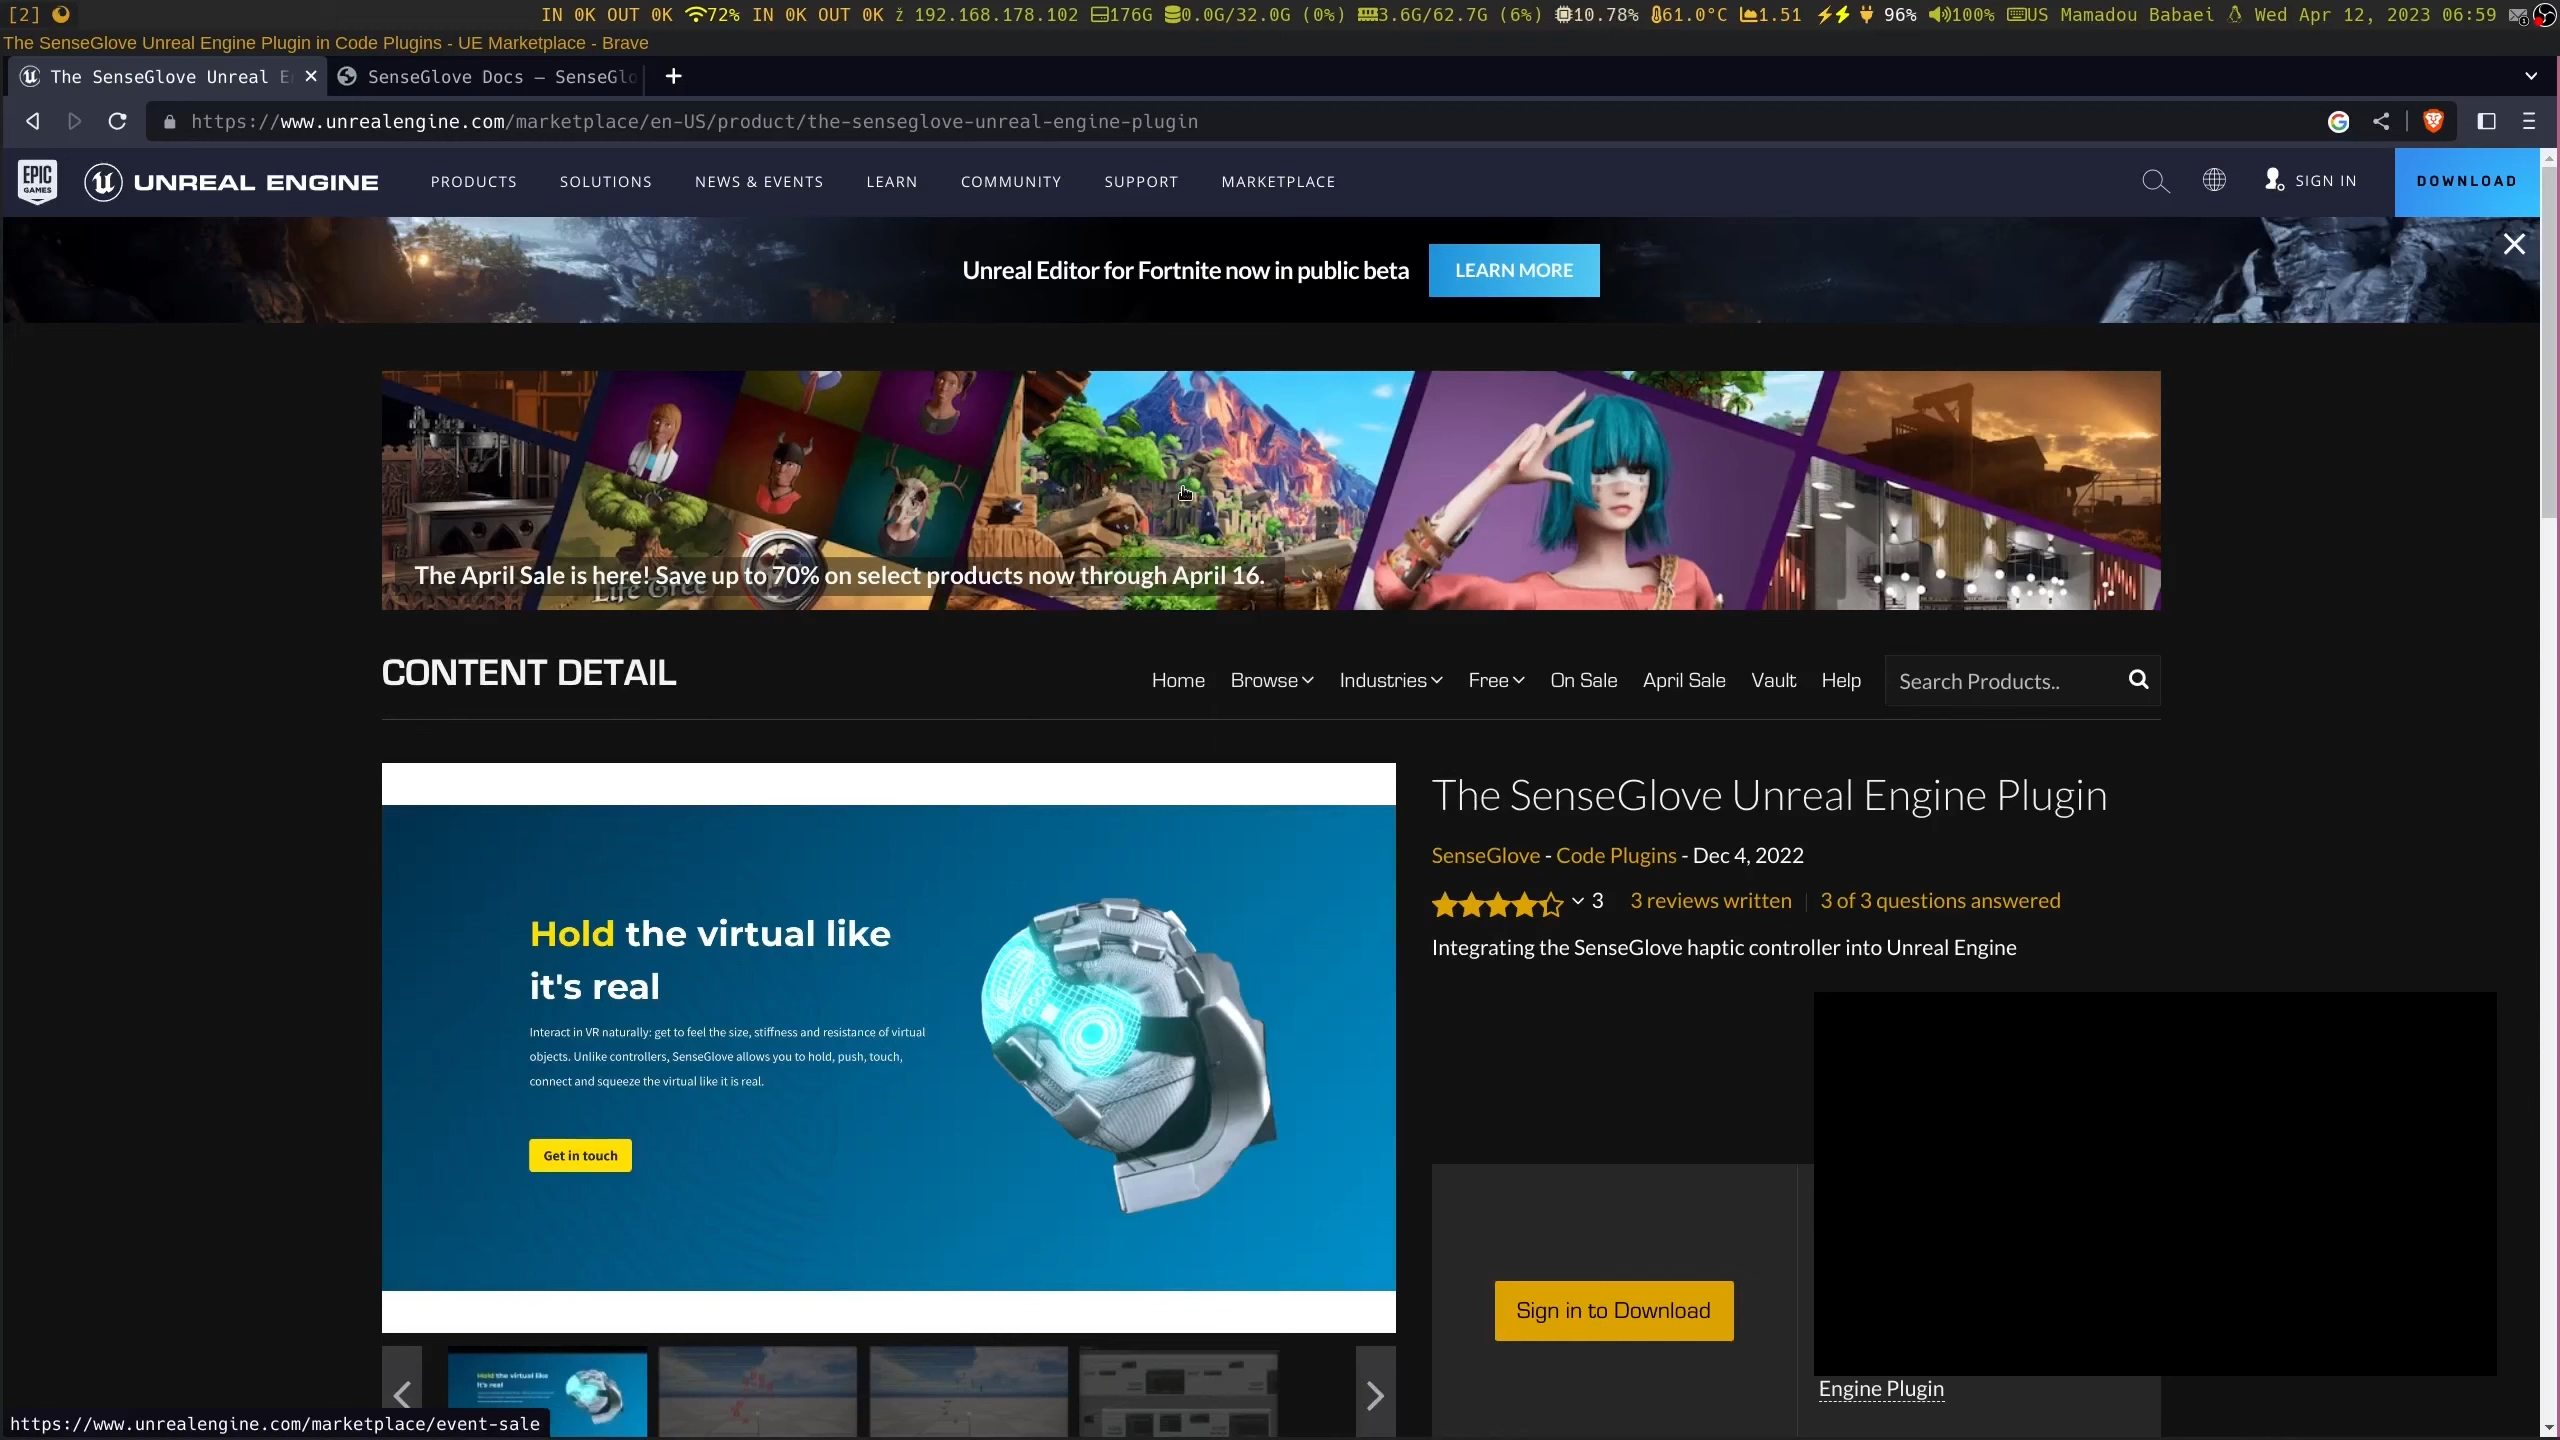 [2] IN 0K OUT 0K 72% IN 0K OUT 0K ž 192.168.178.102 176G 0.0G/32.0G (0%) 3.6G/62.7G (6%) 10.78% 61.0°C 1.51 96% 100% US Mamadou Babaei Wed Apr 12, 2023 06:59
The SenseGlove Unreal Engine Plugin in Code Plugins - UE Marketplace - Brave
The SenseGlove Unreal E
SenseGlove Docs — SenseGlo
https://www.unrealengine.com/marketplace/en-US/product/the-senseglove-unreal-engine-plugin
EPIC GAMES
UNREAL ENGINE
PRODUCTS SOLUTIONS NEWS & EVENTS LEARN COMMUNITY SUPPORT MARKETPLACE
SIGN IN
DOWNLOAD
Unreal Editor for Fortnite now in public beta
LEARN MORE
The April Sale is here! Save up to 70% on select products now through April 16.
Life Tree
CONTENT DETAIL
Home Browse Industries Free On Sale April Sale Vault Help
Search Products..
Hold the virtual like
it's real
Interact in VR naturally: get to feel the size, stiffness and resistance of virtual
objects. Unlike controllers, SenseGlove allows you to hold, push, touch,
connect and squeeze the virtual like it is real.
Get in touch
The SenseGlove Unreal Engine Plugin
SenseGlove - Code Plugins - Dec 4, 2022
3 3 reviews written 3 of 3 questions answered
Integrating the SenseGlove haptic controller into Unreal Engine
Sign in to Download
Engine Plugin
Hold the virtual like
it's real
https://www.unrealengine.com/marketplace/event-sale